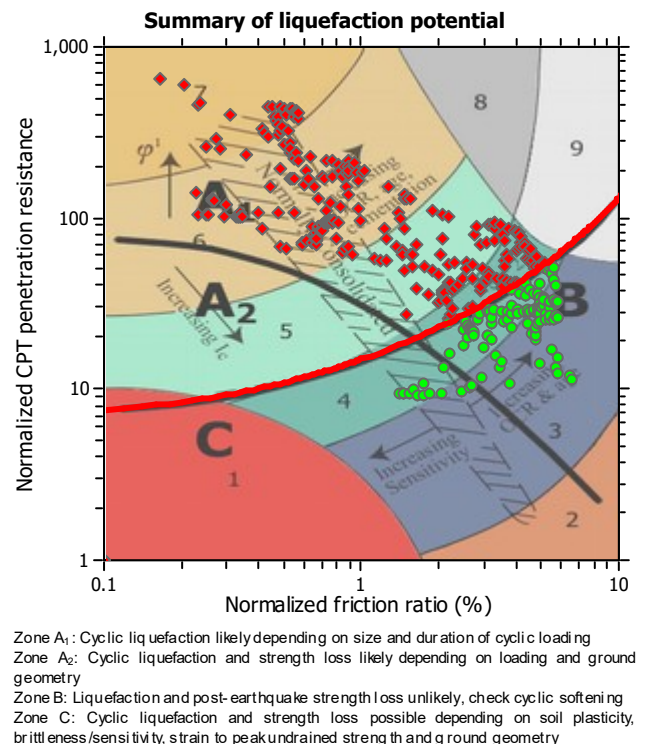 Summary of liquefaction potential
1,000
100
10
1
Normalized CPT penetration resistance
7
8
9
φ'
A1
6
A2
5
B
4
C
1
3
2
Increasing Ic
Increasing
Sensitivity
Increasing
OCR, & age
cementation
0.1
1
10
Normalized friction ratio (%)
Zone A1: Cyclic liquefaction likely depending on size and duration of cyclic loading
Zone A2: Cyclic liquefaction and strength loss likely depending on loading and ground
geometry
Zone B: Liquefaction and post-earthquake strength loss unlikely, check cyclic softening
Zone C: Cyclic liquefaction and strength loss possible depending on soil plasticity,
brittleness/sensitivity, strain to peak undrained strength and ground geometry